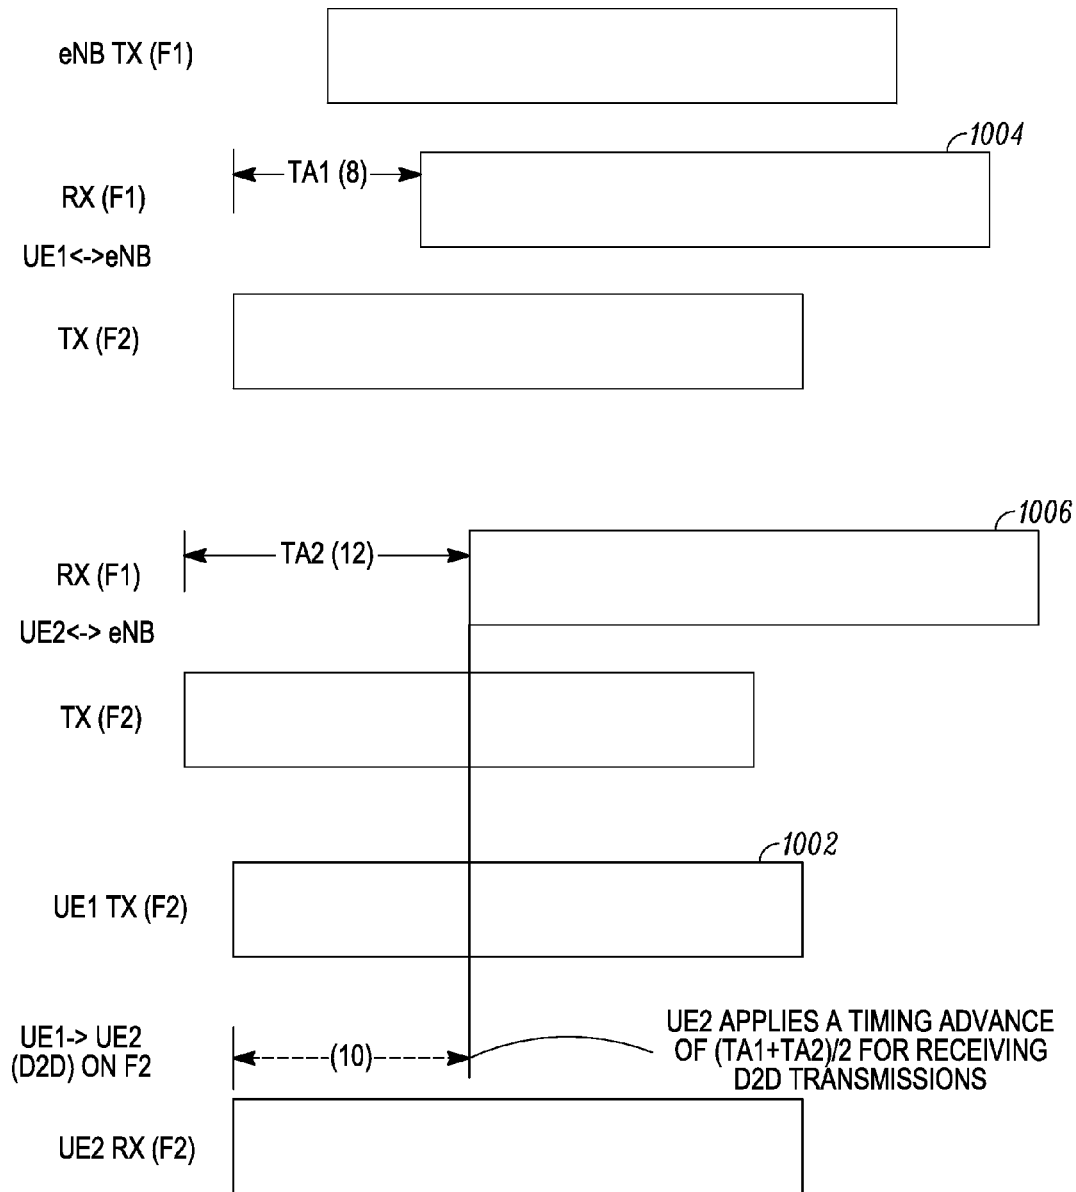 eNB TX (F1)
1004
TA1 (8)
RX (F1)
UE1<->eNB
TX (F2)
1006
TA2 (12)
RX (F1)
UE2<-> eNB
TX (F2)
1002
UE1 TX (F2)
UE1-> UE2
(D2D) ON F2
(10)
UE2 APPLIES A TIMING ADVANCE
OF (TA1+TA2)/2 FOR RECEIVING
D2D TRANSMISSIONS
UE2 RX (F2)